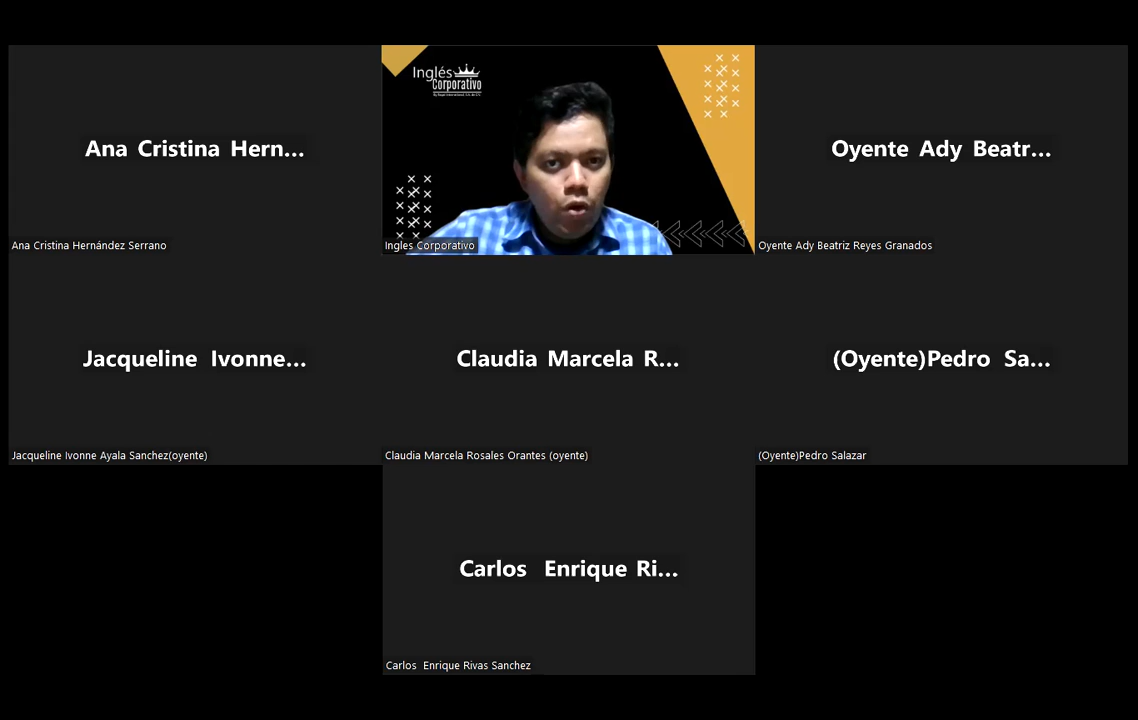 Ana Cristina Hern...
Ana Cristina Hernández Serrano
Inglés
Corporativo
Ingles Corporativo
Oyente Ady Beatr...
Oyente Ady Beatriz Reyes Granados
Jacqueline Ivonne...
Jacqueline Ivonne Ayala Sanchez(oyente)
Claudia Marcela R...
Claudia Marcela Rosales Orantes (oyente)
(Oyente)Pedro Sa...
(Oyente)Pedro Salazar
Carlos Enrique Ri...
Carlos Enrique Rivas Sanchez